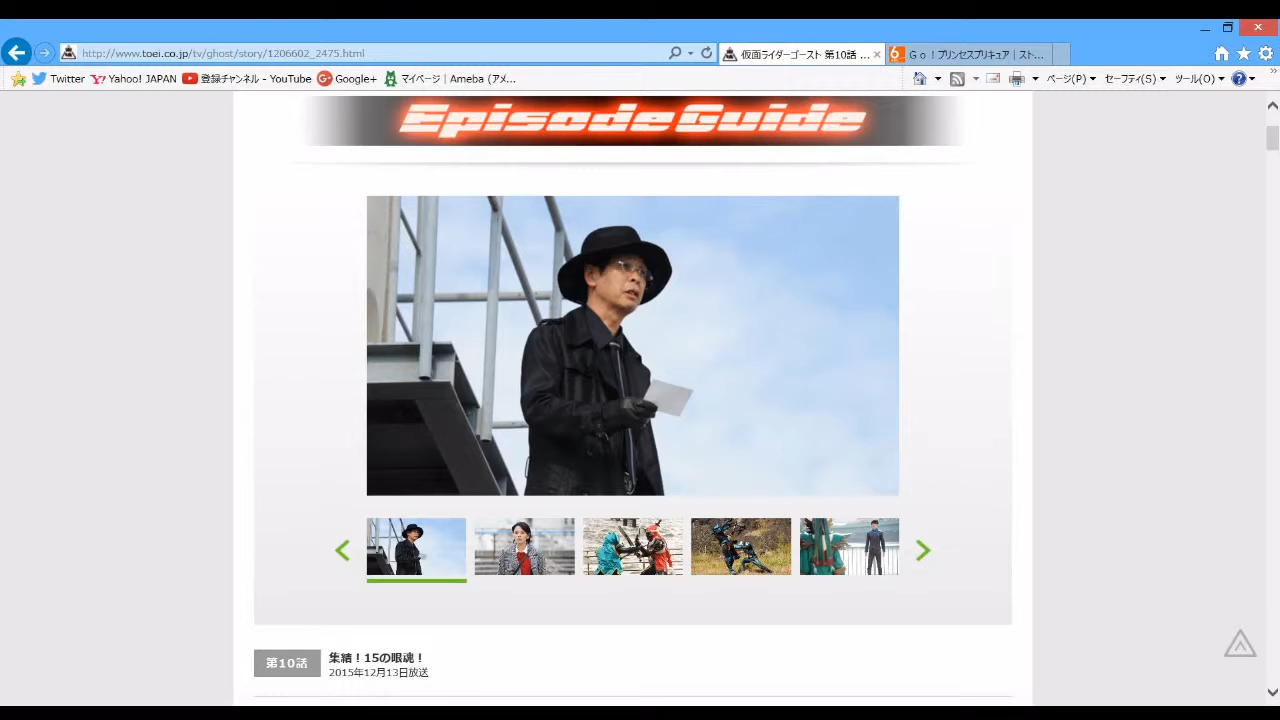 http://www.toei.co.jp/tv/ghost/story/1206602_2475.html
仮面ライダーゴースト 第10話 ...
Go！プリンセスプリキュア｜スト...
Twitter
Yahoo! JAPAN
登録チャンネル - YouTube
Google+
マイページ｜Ameba (アメ...
ページ(P)
セーフティ(S)
ツール(O)
Episode Guide
第10話
集結！15の眼魂！
2015年12月13日放送